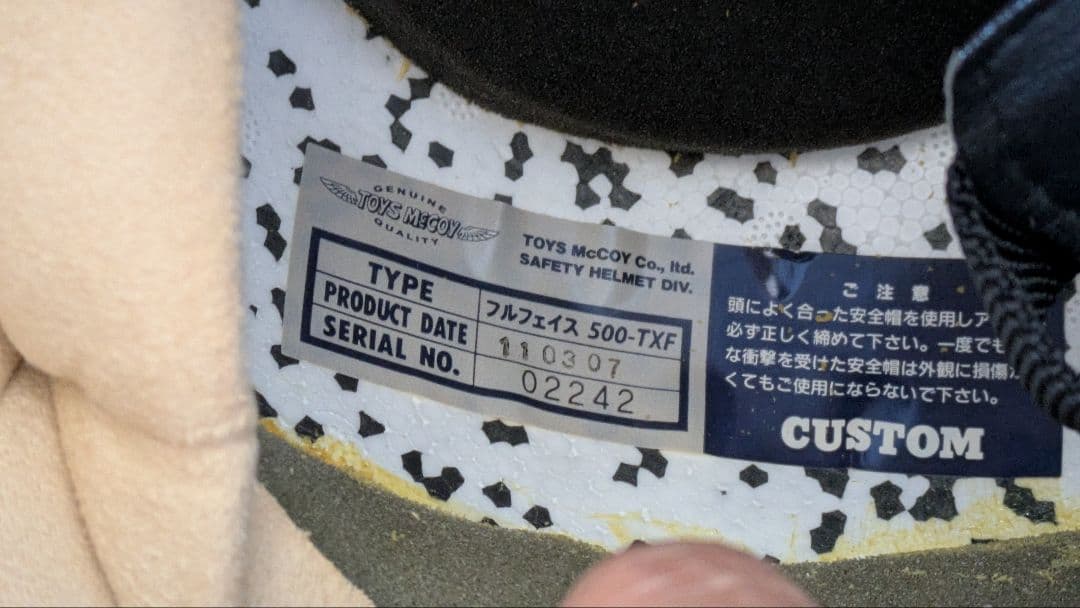 GENUINE
TOYS McCOY
QUALITY
TOYS McCOY Co., ltd.
SAFETY HELMET DIV.
TYPE フルフェイス 500-TXF
PRODUCT DATE 11 03 07
SERIAL NO. 02242
ご注意
頭によく合った安全帽を使用しア
必ず正しく締めて下さい。一度でも
な衝撃を受けた安全帽は外観に損傷
くてもご使用にならないで下さい。
CUSTOM